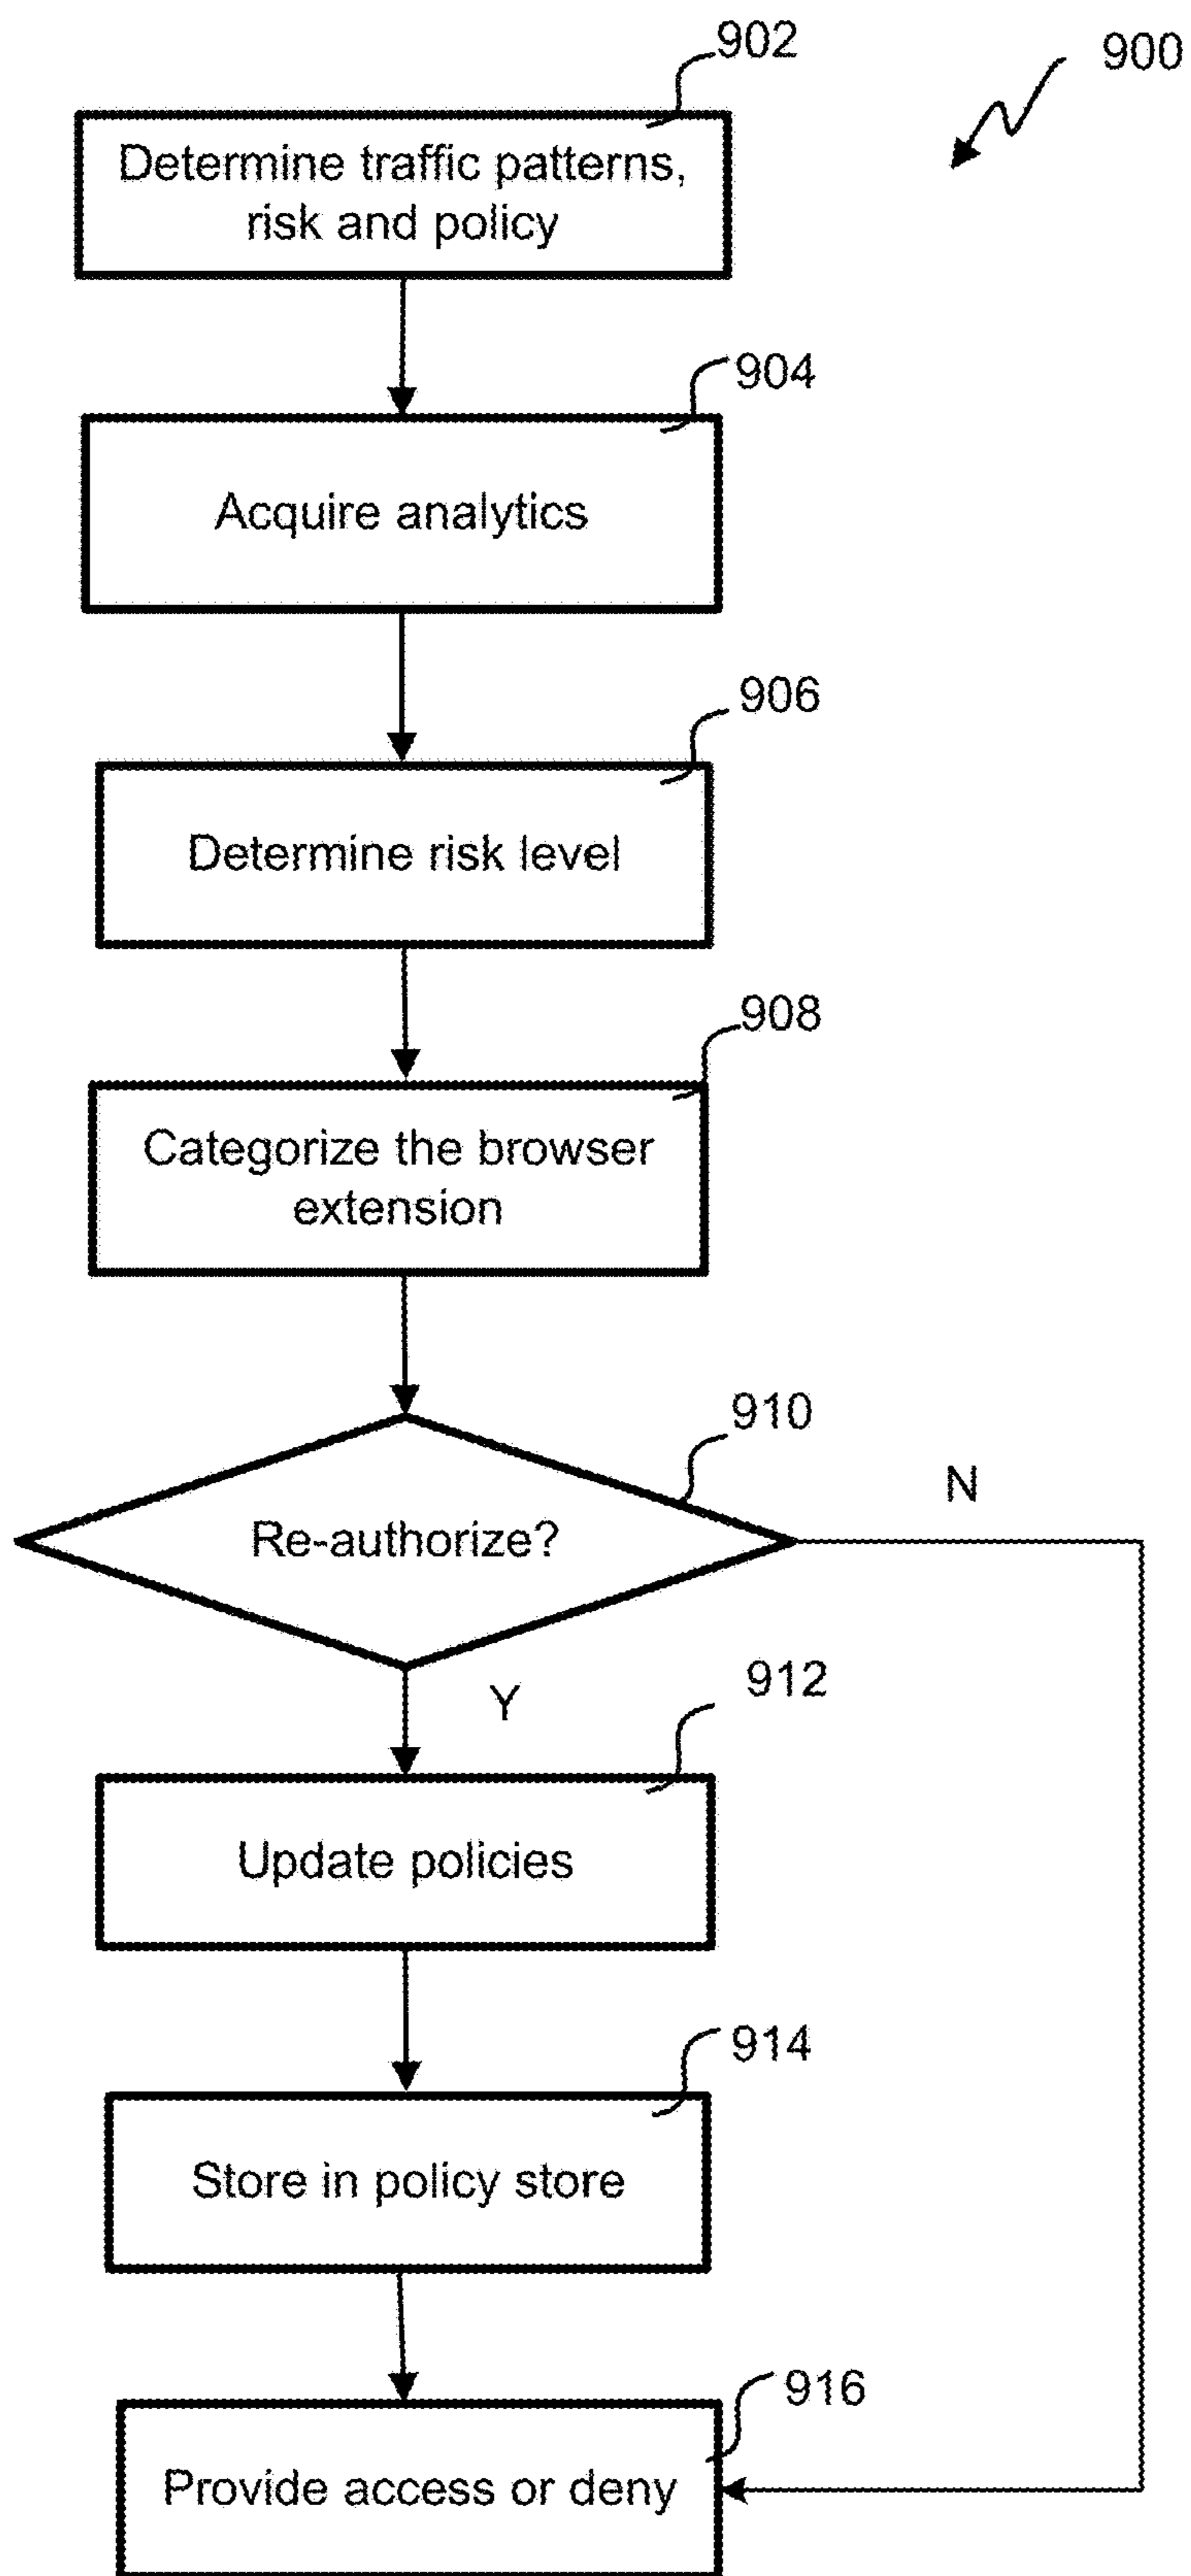 902
900
Determine traffic patterns,
risk and policy
904
Acquire analytics
906
Determine risk level
908
Categorize the browser
extension
910
N
Re-authorize?
Y
912
Update policies
914
Store in policy store
916
Provide access or deny